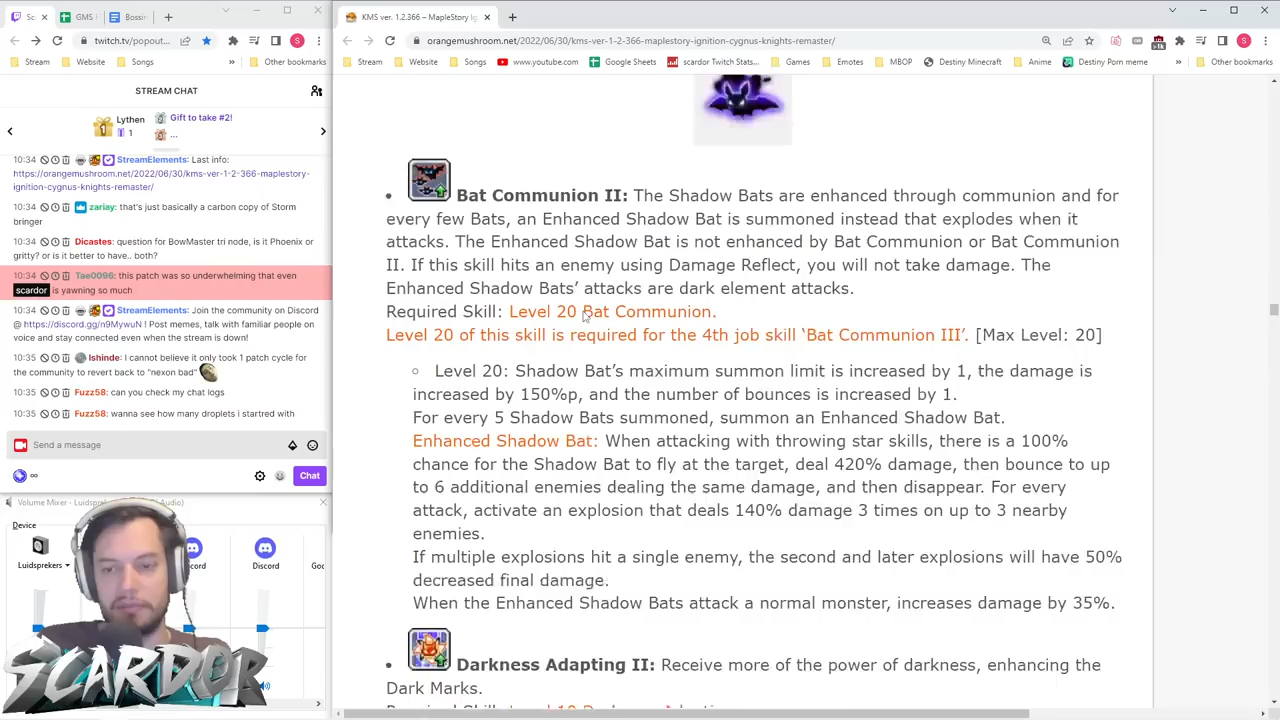 Sc
GMS
Bossin
KMS ver. 1.2.366 – MapleStory Ig
twitch.tv/popout...
orangemushroom.net/2022/06/30/kms-ver-1-2-366-maplestory-ignition-cygnus-knights-remaster/
Stream
Website
Songs
Other bookmarks
Stream
Website
Songs
www.youtube.com
Google Sheets
scardor Twitch Stats...
Games
Emotes
MBOP
Destiny Minecraft
Anime
Destiny Porn meme
Other bookmarks
STREAM CHAT
Lythen
1
Gift to take #2!
...
10:34 StreamElements: Last info:
https://orangemushroom.net/2022/06/30/kms-ver-1-2-366-maplestory-
ignition-cygnus-knights-remaster/
10:34 zariay: that's just basically a carbon copy of Storm
bringer
10:34 Dicastes: question for BowMaster tri node, is it Phoenix or
gritty? or is it better to have.. both?
10:34 Tae0096: this patch was so underwhelming that even
scardor is yawning so much
10:34 StreamElements: Join the community on Discord
@ https://discord.gg/n9MywuN ! Post memes, talk with familiar people on
voice and stay connected even when the stream is down!
10:35 Ishinde: I cannot believe it only took 1 patch cycle for
the community to revert back to "nexon bad"
10:35 Fuzz58: can you check my chat logs
10:35 Fuzz58: wanna see how many droplets i startred with
Send a message
∞
Chat
Volume Mixer - Luidsprekers
Audio)
Device
Luidsprekers
Discord
Goo
SCARDOR
Bat Communion II: The Shadow Bats are enhanced through communion and for
every few Bats, an Enhanced Shadow Bat is summoned instead that explodes when it
attacks. The Enhanced Shadow Bat is not enhanced by Bat Communion or Bat Communion
II. If this skill hits an enemy using Damage Reflect, you will not take damage. The
Enhanced Shadow Bats’ attacks are dark element attacks.
Required Skill: Level 20 Bat Communion.
Level 20 of this skill is required for the 4th job skill ‘Bat Communion III’. [Max Level: 20]
Level 20: Shadow Bat’s maximum summon limit is increased by 1, the damage is
increased by 150%p, and the number of bounces is increased by 1.
For every 5 Shadow Bats summoned, summon an Enhanced Shadow Bat.
Enhanced Shadow Bat: When attacking with throwing star skills, there is a 100%
chance for the Shadow Bat to fly at the target, deal 420% damage, then bounce to up
to 6 additional enemies dealing the same damage, and then disappear. For every
attack, activate an explosion that deals 140% damage 3 times on up to 3 nearby
enemies.
If multiple explosions hit a single enemy, the second and later explosions will have 50%
decreased final damage.
When the Enhanced Shadow Bats attack a normal monster, increases damage by 35%.
Darkness Adapting II: Receive more of the power of darkness, enhancing the
Dark Marks.